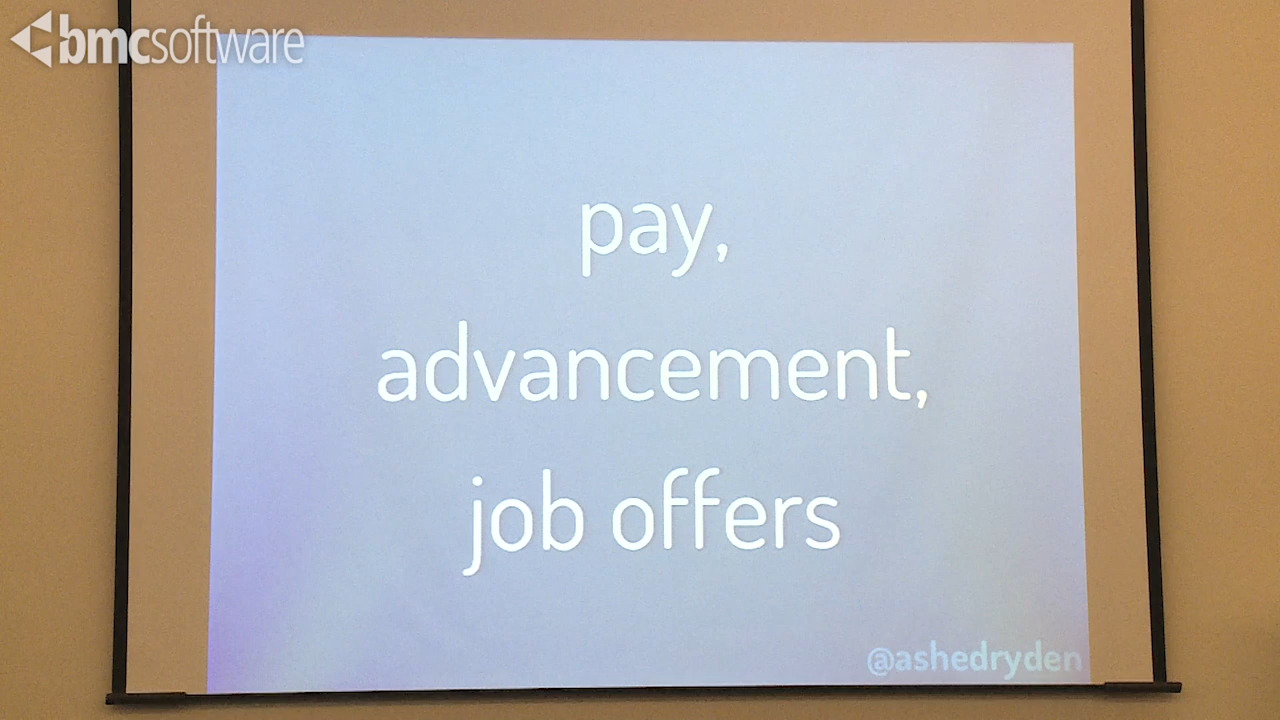 bmcsoftware
pay,
advancement,
job offers
@ashedryden